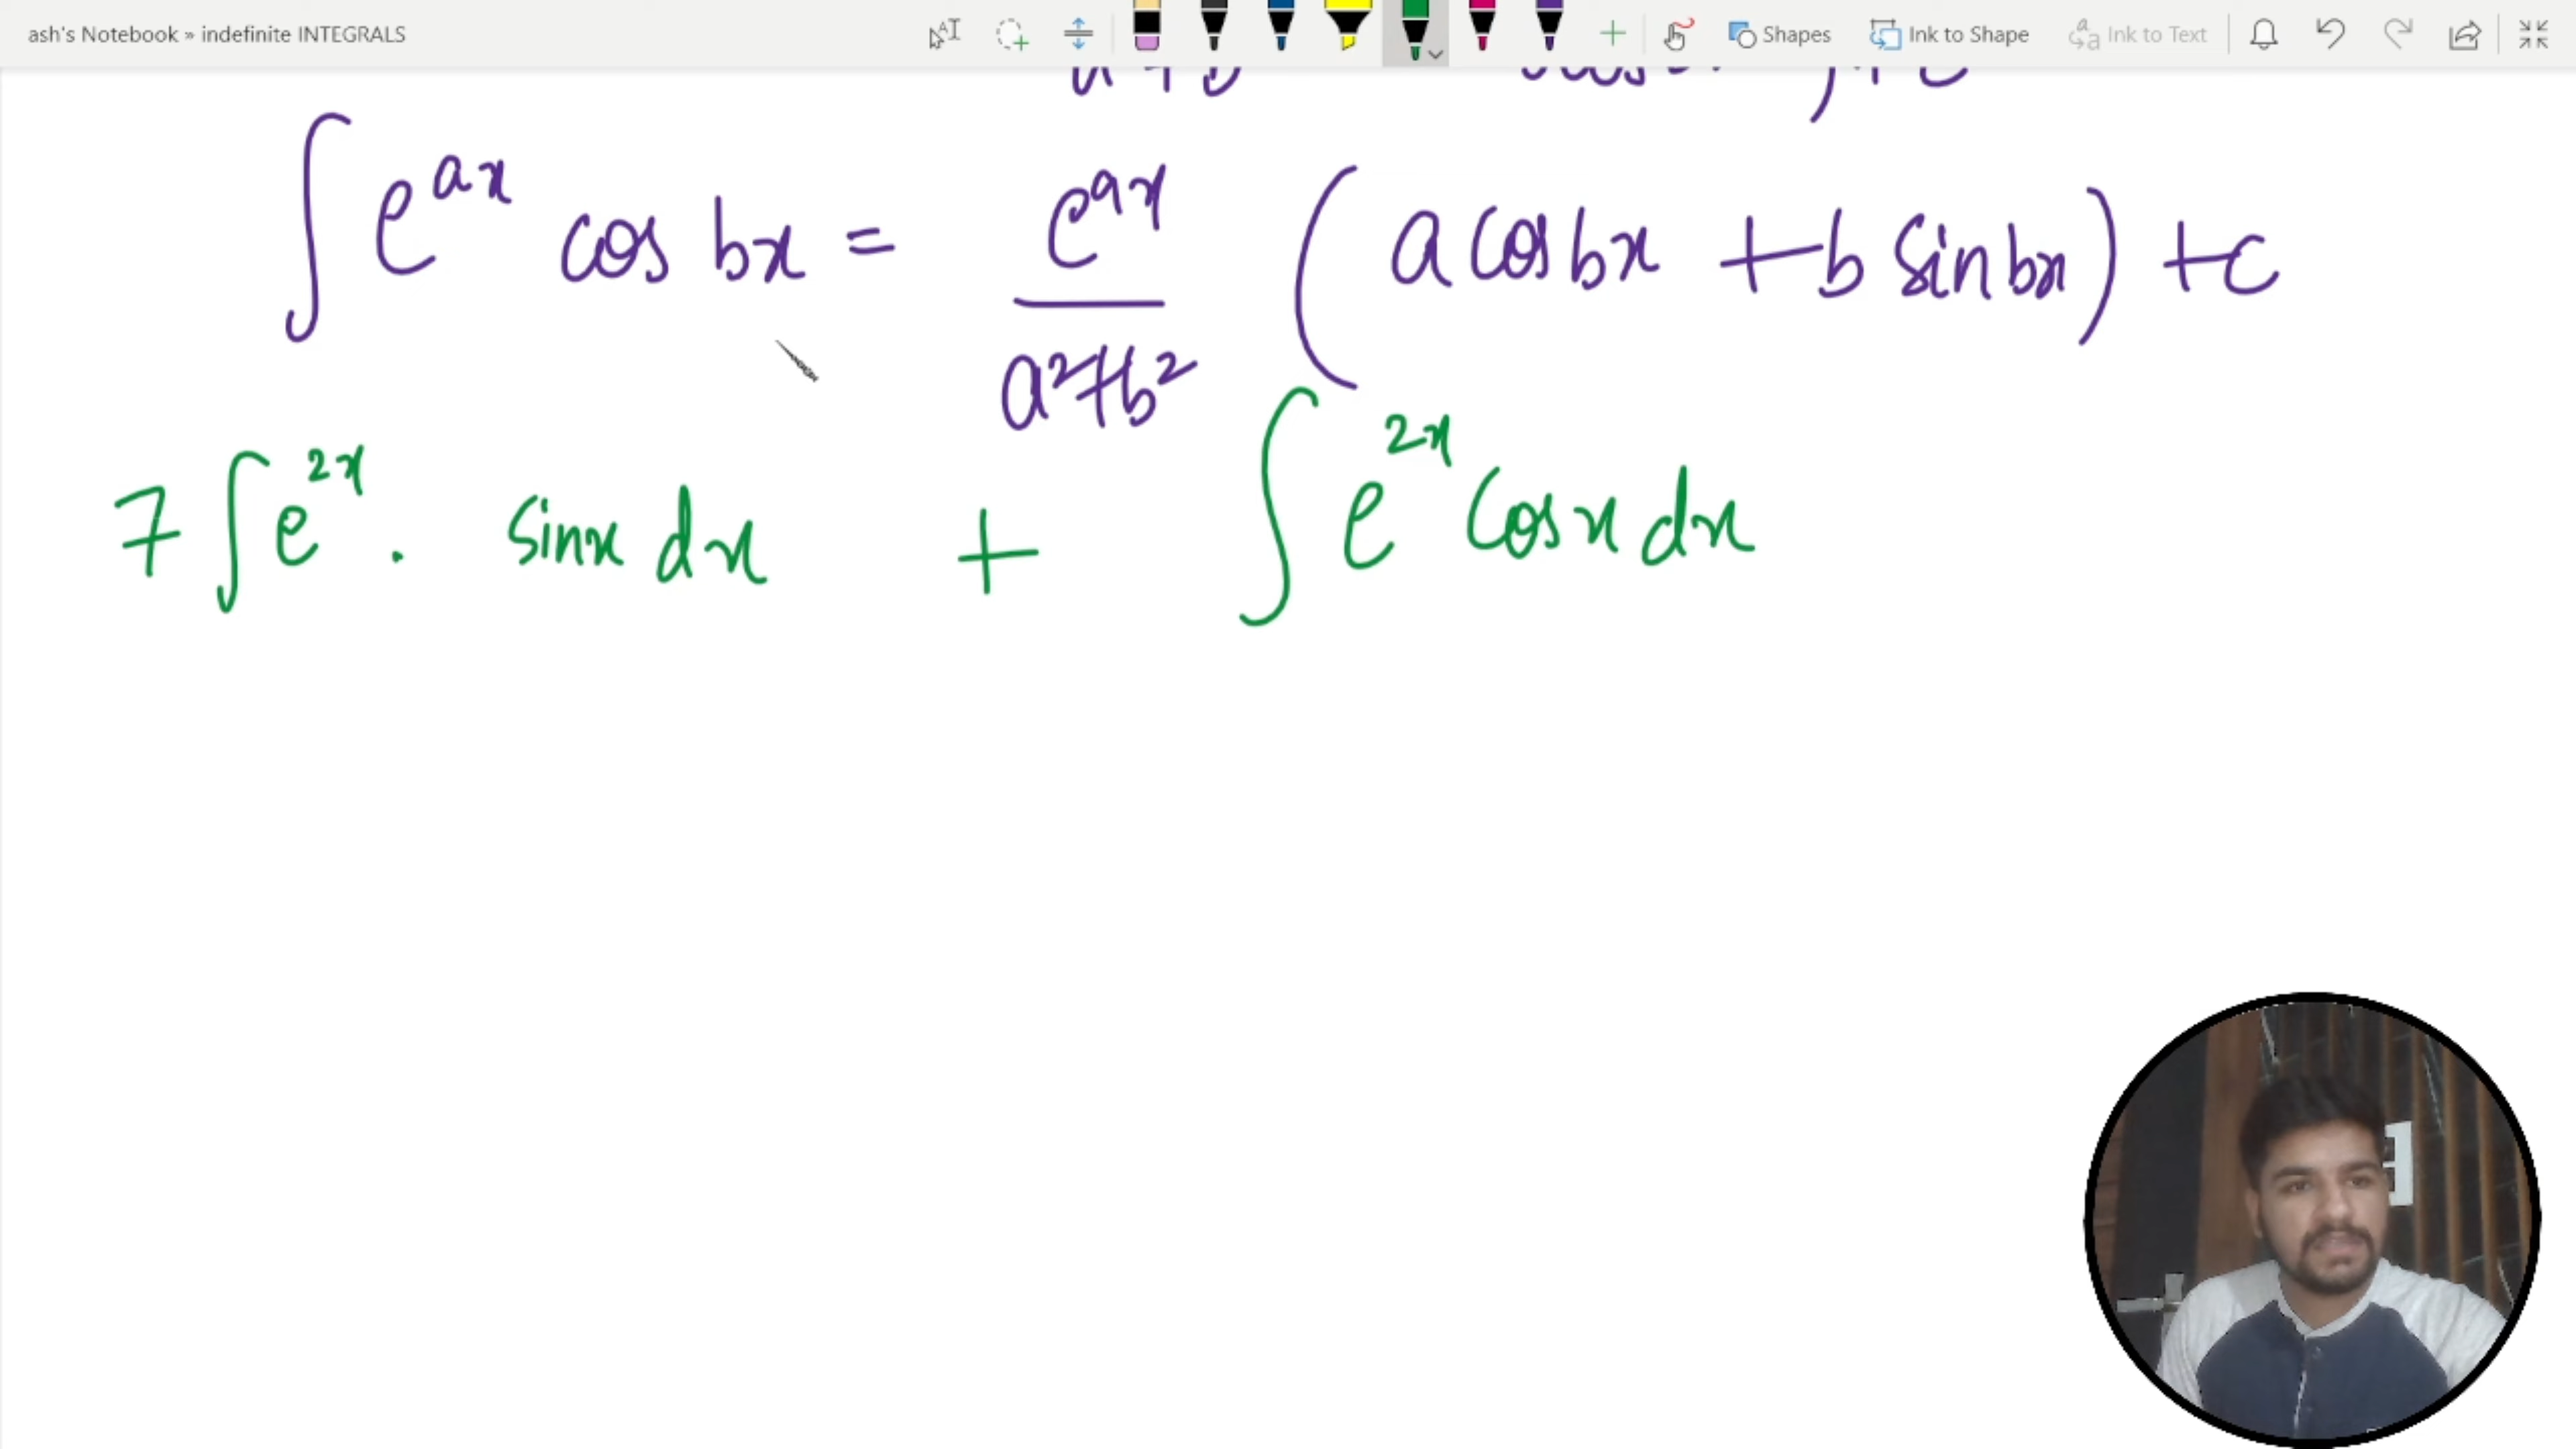 ash's Notebook » indefinite INTEGRALS Shapes Ink to Shape Ink to Text
∫ e^{ax} cos bx = e^{ax} / a²+b² ( a cos bx + b sin bx ) + c
7 ∫ e^{2x} . sinx dx + ∫ e^{2x} cosx dx